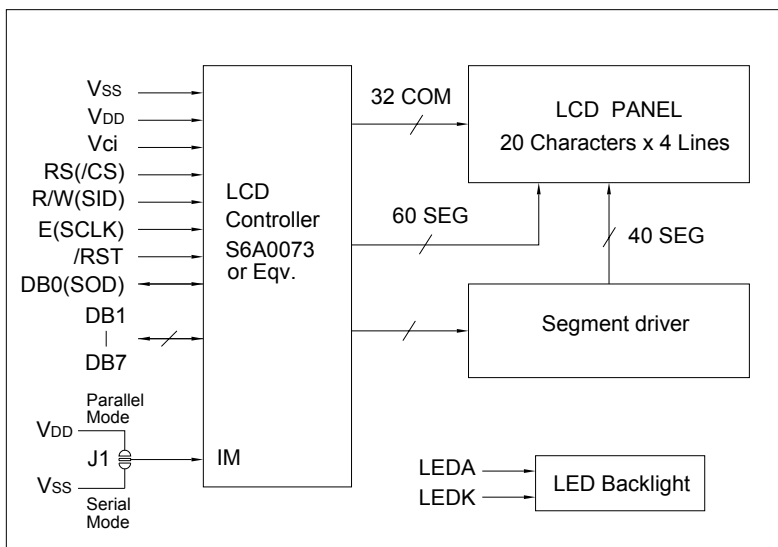 VSS
VDD
Vci
RS(/CS)
R/W(SID)
E(SCLK)
/RST
DB0(SOD)
DB1
DB7
Parallel
Mode
VDD
J1
VSS
Serial
Mode
LCD
Controller
S6A0073
or Eqv.
IM
32 COM
60 SEG
LCD PANEL
20 Characters x 4 Lines
40 SEG
Segment driver
LEDA
LEDK
LED Backlight